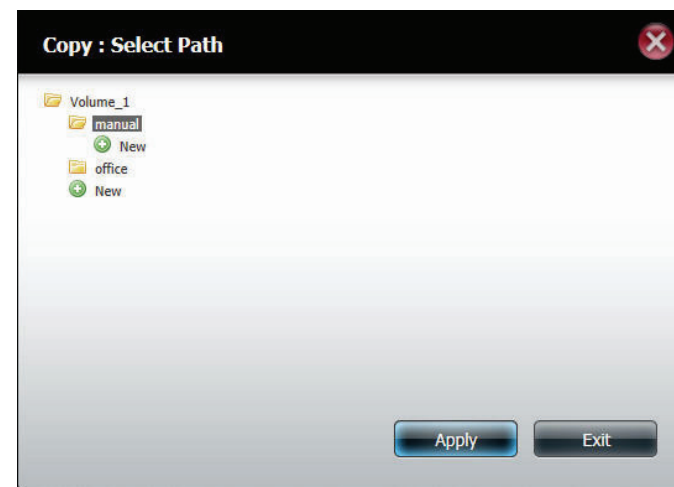 Copy : Select Path
Volume_1
manual
New
office
New
Apply Exit